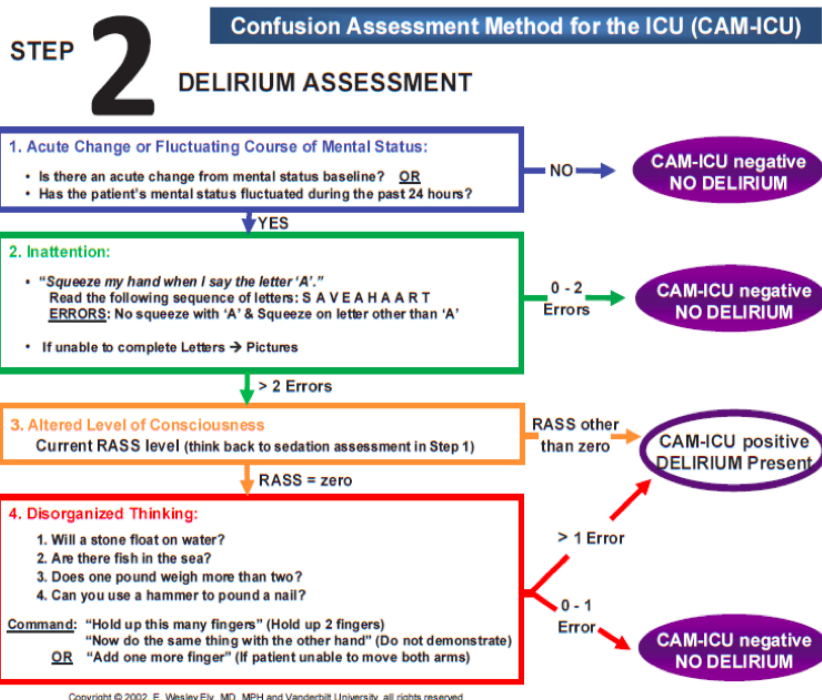 Confusion Assessment Method for the ICU (CAM-ICU)
STEP 2
DELIRIUM ASSESSMENT
1. Acute Change or Fluctuating Course of Mental Status:
• Is there an acute change from mental status baseline? OR
• Has the patient's mental status fluctuated during the past 24 hours?
NO
CAM-ICU negative
NO DELIRIUM
YES
2. Inattention:
• "Squeeze my hand when I say the letter 'A'."
Read the following sequence of letters: S A V E A H A A R T
ERRORS: No squeeze with 'A' & Squeeze on letter other than 'A'
• If unable to complete Letters → Pictures
0 - 2
Errors
CAM-ICU negative
NO DELIRIUM
> 2 Errors
3. Altered Level of Consciousness
Current RASS level (think back to sedation assessment in Step 1)
RASS other
than zero
CAM-ICU positive
DELIRIUM Present
RASS = zero
4. Disorganized Thinking:
1. Will a stone float on water?
2. Are there fish in the sea?
3. Does one pound weigh more than two?
4. Can you use a hammer to pound a nail?
Command: "Hold up this many fingers" (Hold up 2 fingers)
"Now do the same thing with the other hand" (Do not demonstrate)
OR "Add one more finger" (If patient unable to move both arms)
> 1 Error
0 - 1
Error
CAM-ICU negative
NO DELIRIUM
Copyright © 2002, E. Wesley Ely, MD, MPH and Vanderbilt University, all rights reserved